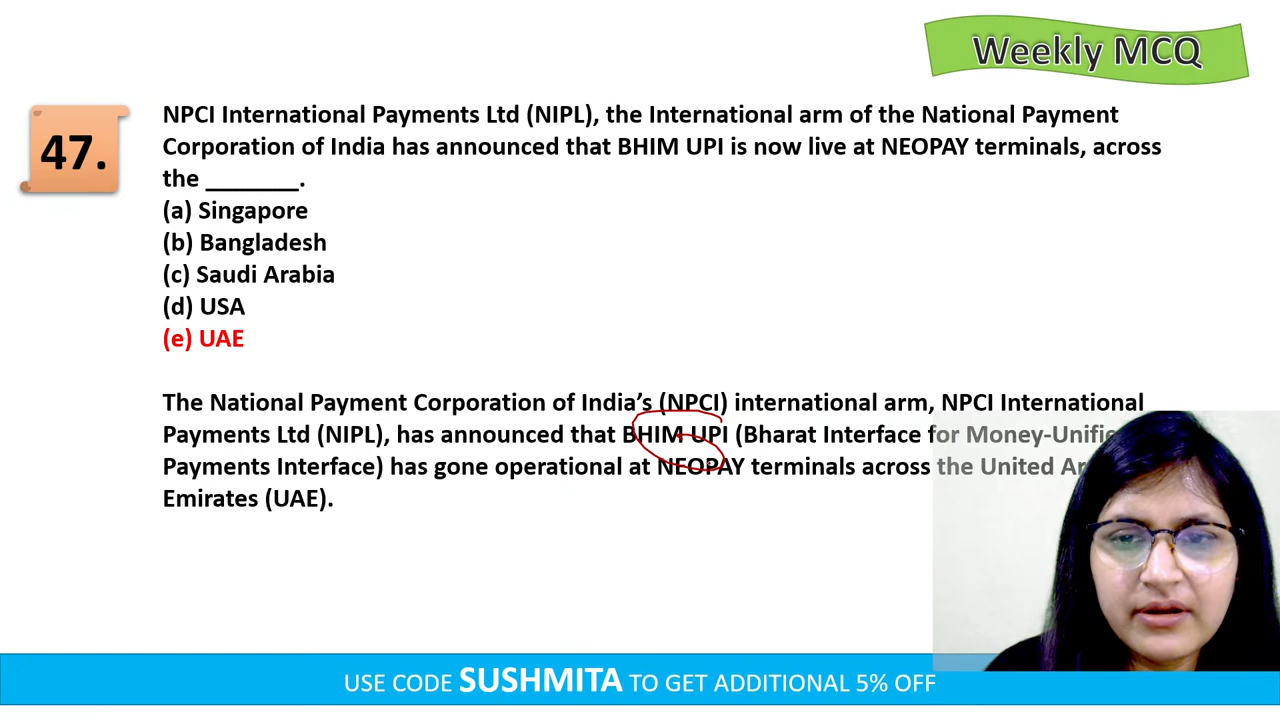 Weekly MCQ
47.
NPCI International Payments Ltd (NIPL), the International arm of the National Payment
Corporation of India has announced that BHIM UPI is now live at NEOPAY terminals, across
the _______.
(a) Singapore
(b) Bangladesh
(c) Saudi Arabia
(d) USA
(e) UAE
The National Payment Corporation of India's (NPCI) international arm, NPCI International
Payments Ltd (NIPL), has announced that BHIM UPI (Bharat Interface for Money-Unifie
Payments Interface) has gone operational at NEOPAY terminals across the United Ar
Emirates (UAE).
USE CODE SUSHMITA TO GET ADDITIONAL 5% OFF